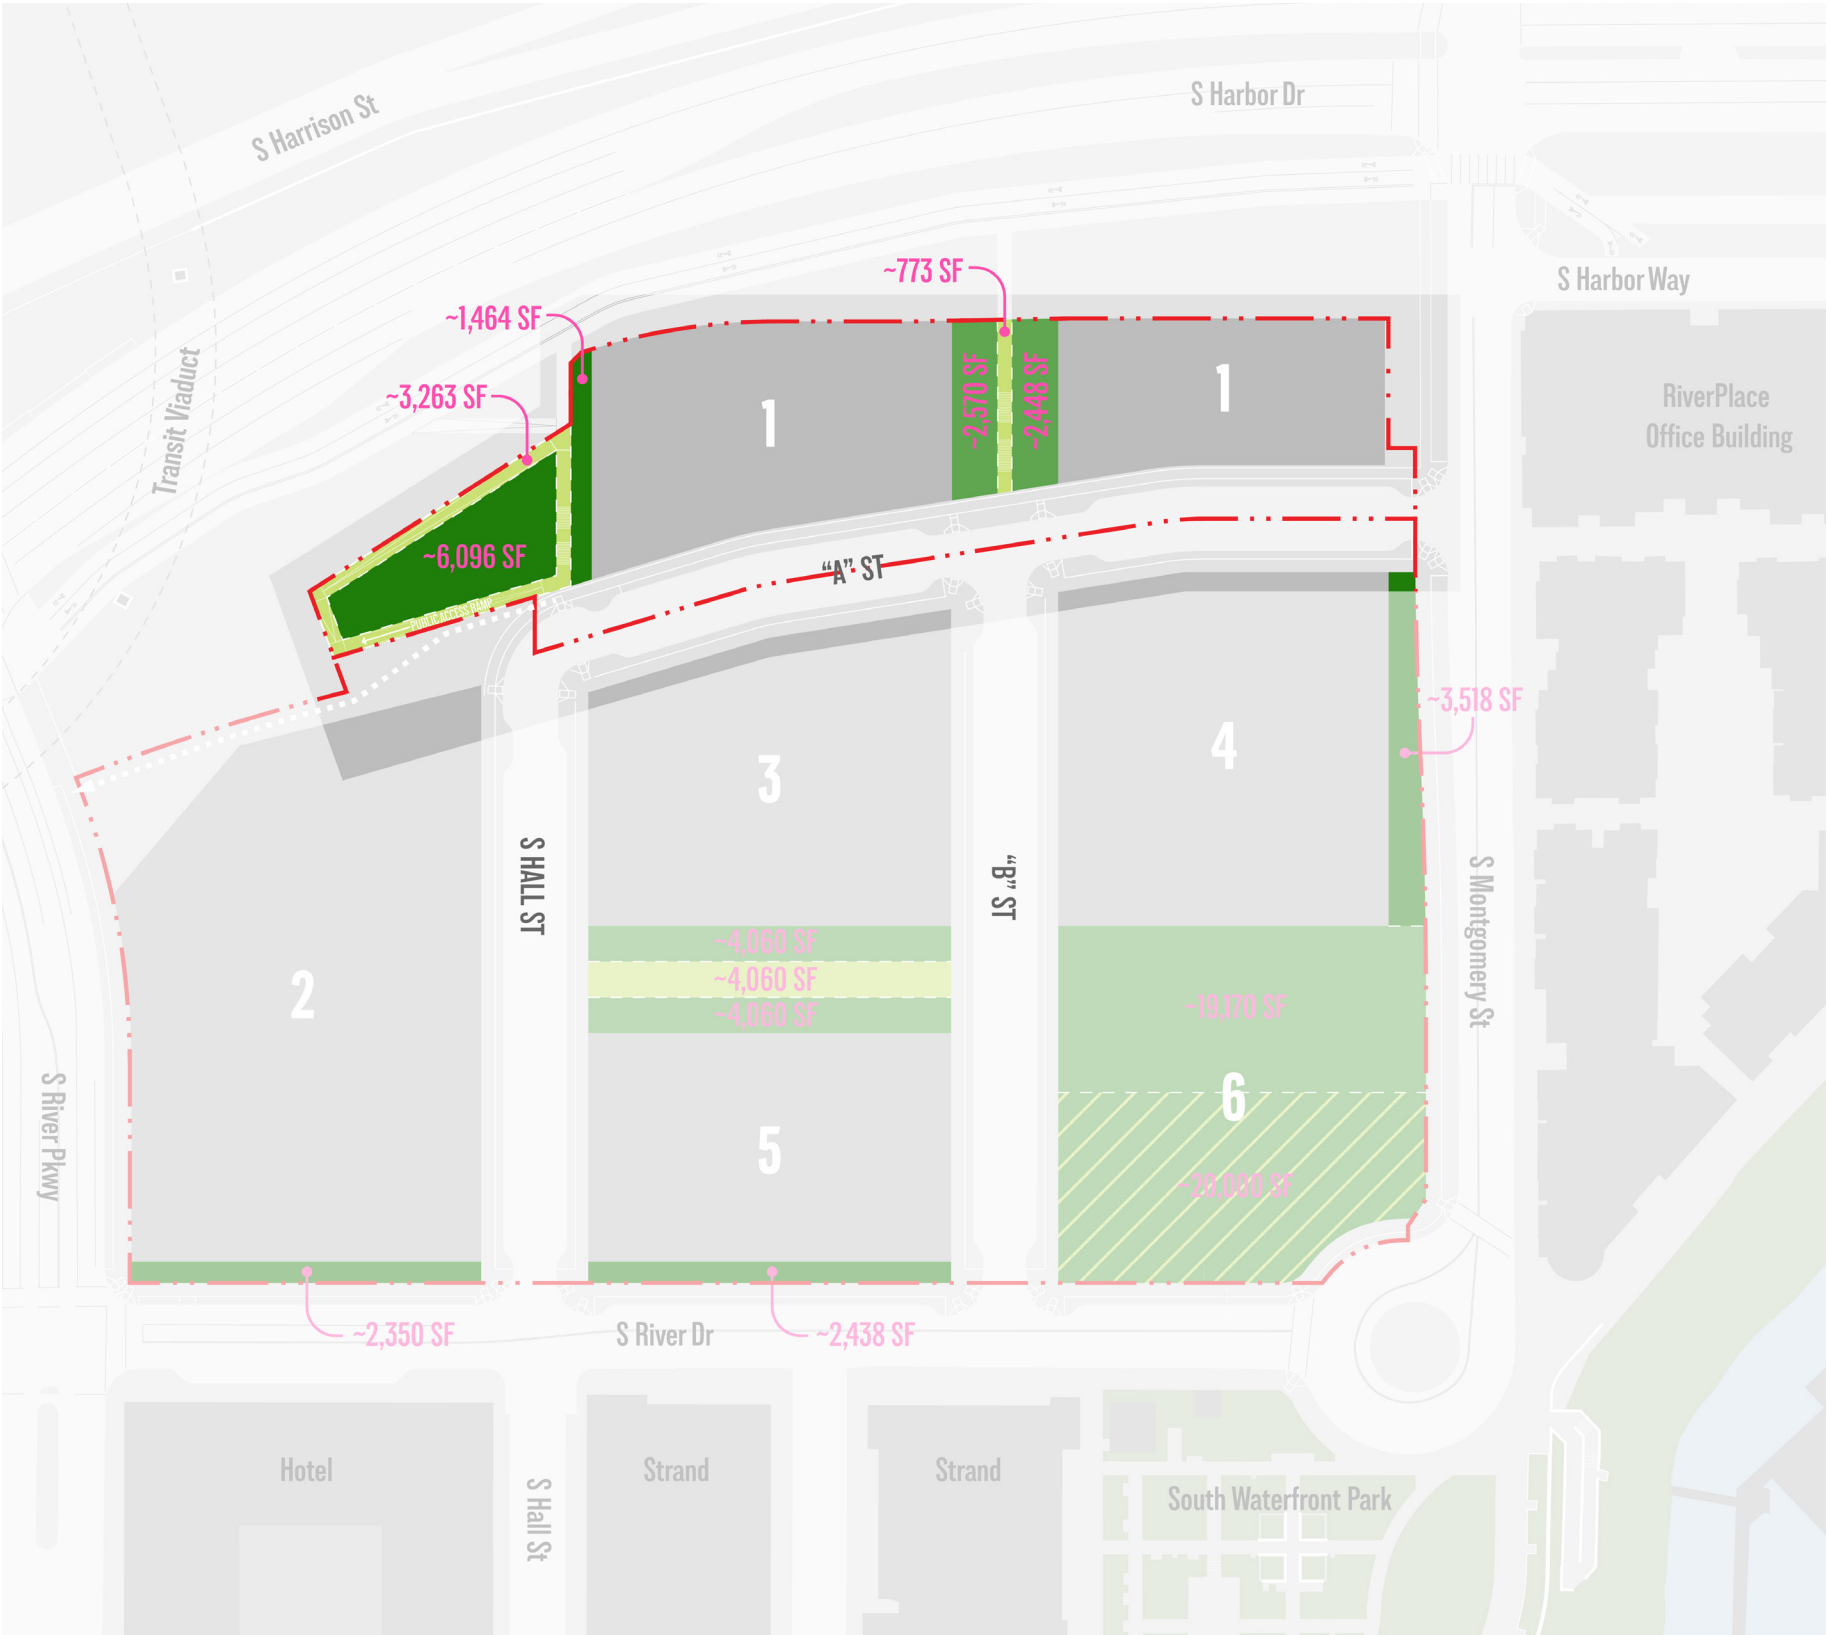 S Harrison St
S Harbor Dr
S Harbor Way
Transit Viaduct
~773 SF
~1,464 SF
~3,263 SF
~2,570 SF
~2,448 SF
1
1
RiverPlace
Office Building
~6,096 SF
PUBLIC ACCESS RAMP
"A" ST
~3,518 SF
3
4
S HALL ST
"B" ST
S Montgomery St
~4,060 SF
~4,060 SF
~4,060 SF
2
~19,170 SF
6
S River Pkwy
5
~20,000 SF
~2,350 SF
S River Dr
~2,438 SF
Hotel
Strand
Strand
S Hall St
South Waterfront Park